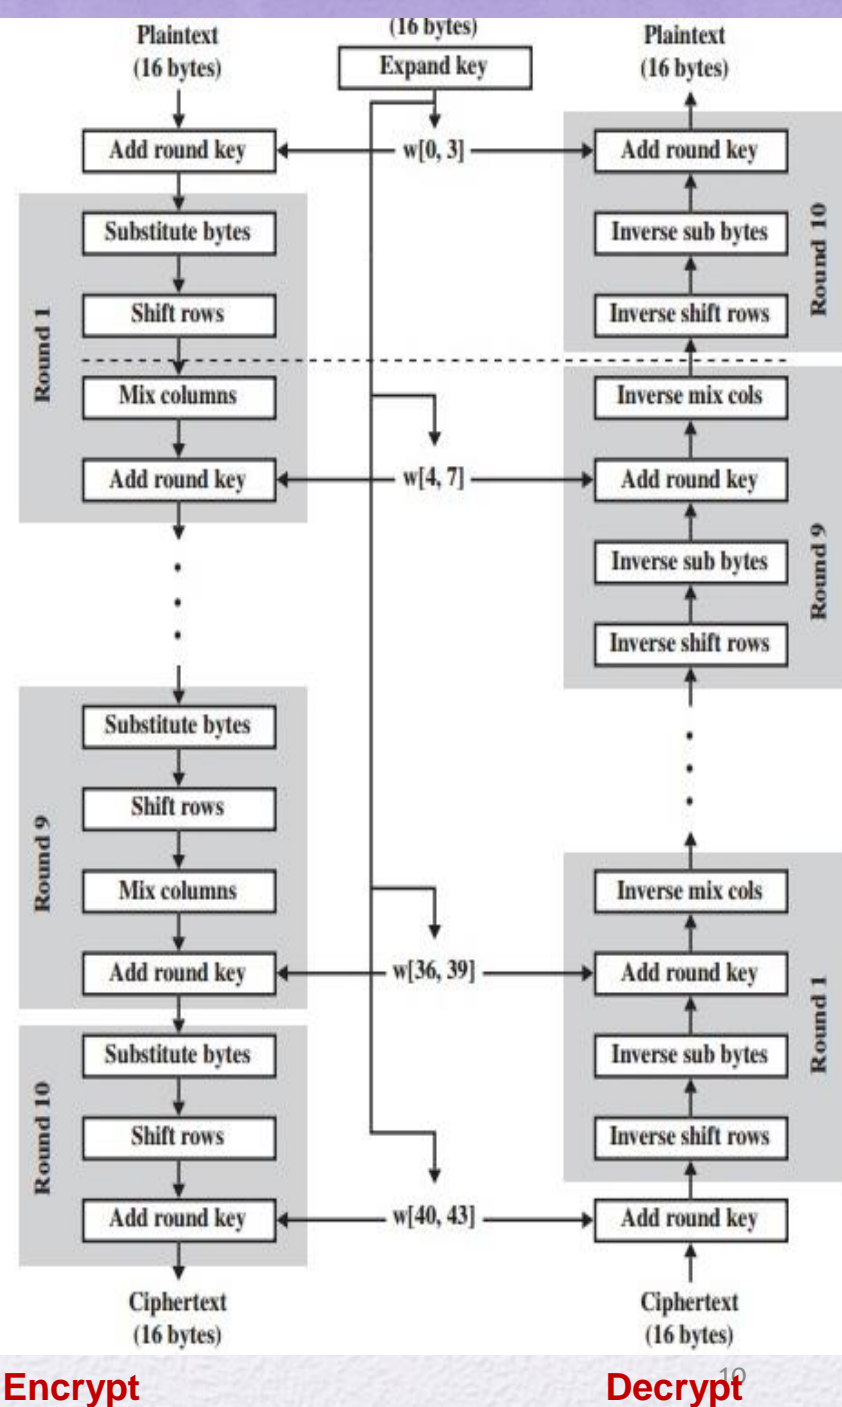 Plaintext
(16 bytes)
Add round key
Round 1
Substitute bytes
Shift rows
Mix columns
Add round key
Round 9
Substitute bytes
Shift rows
Mix columns
Add round key
Round 10
Substitute bytes
Shift rows
Add round key
Ciphertext
(16 bytes)
Encrypt
(16 bytes)
Expand key
w[0, 3]
w[4, 7]
w[36, 39]
w[40, 43]
Plaintext
(16 bytes)
Add round key
Inverse sub bytes
Inverse shift rows
Round 10
Inverse mix cols
Add round key
Inverse sub bytes
Inverse shift rows
Round 9
Inverse mix cols
Add round key
Inverse sub bytes
Inverse shift rows
Round 1
Add round key
Ciphertext
(16 bytes)
Decrypt
10